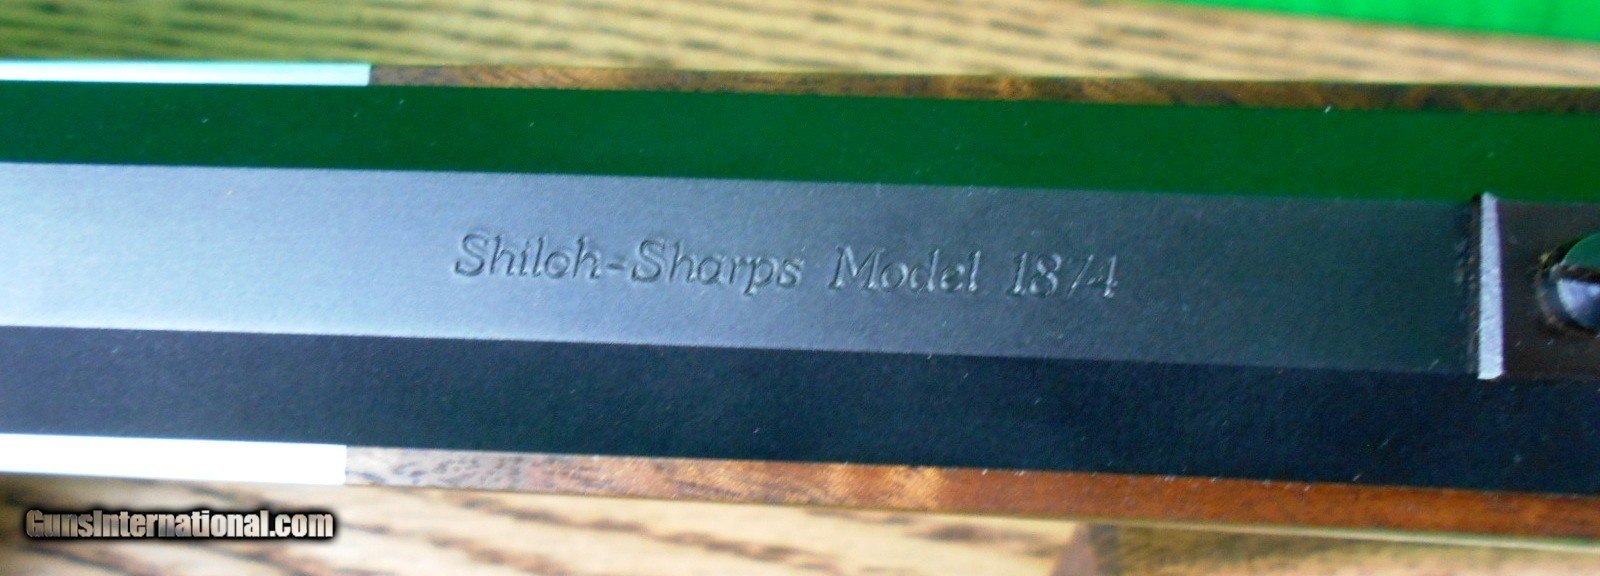 Shiloh-Sharps Model 1874
GunsInternational.com